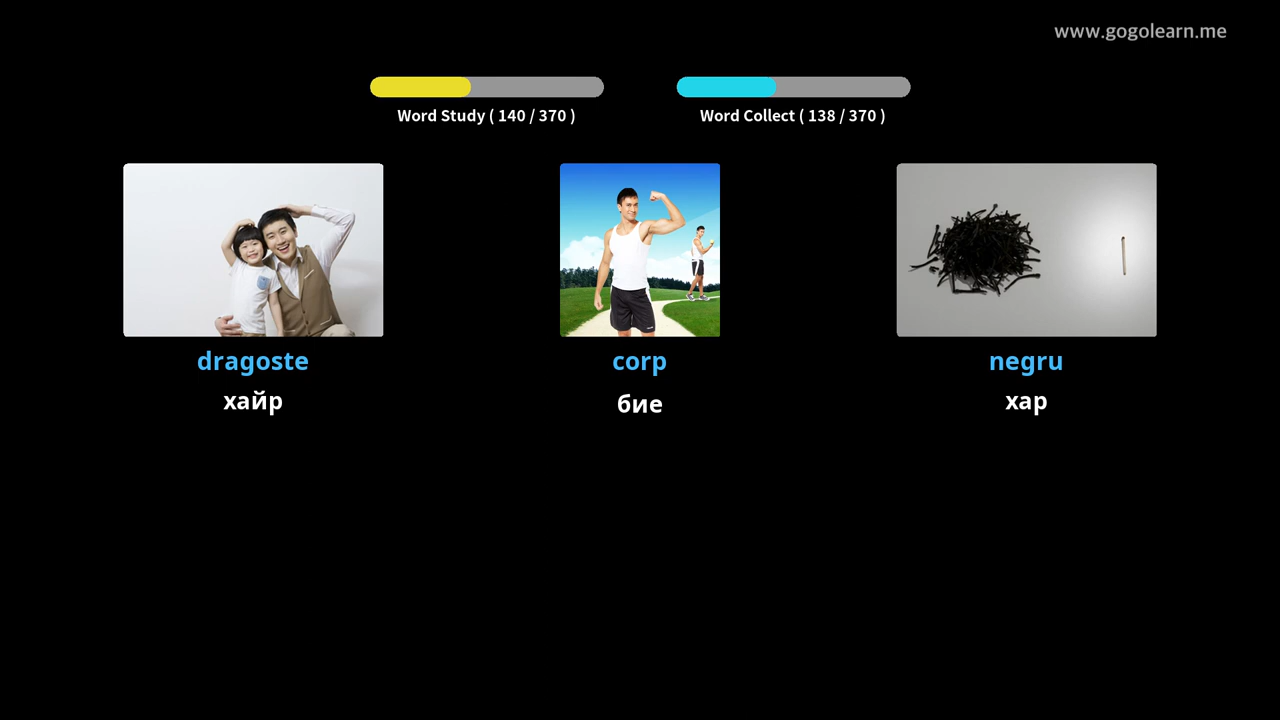 www.gogolearn.me
Word Study ( 140 / 370 )
Word Collect ( 138 / 370 )
dragoste
corp
negru
хайр
бие
хар